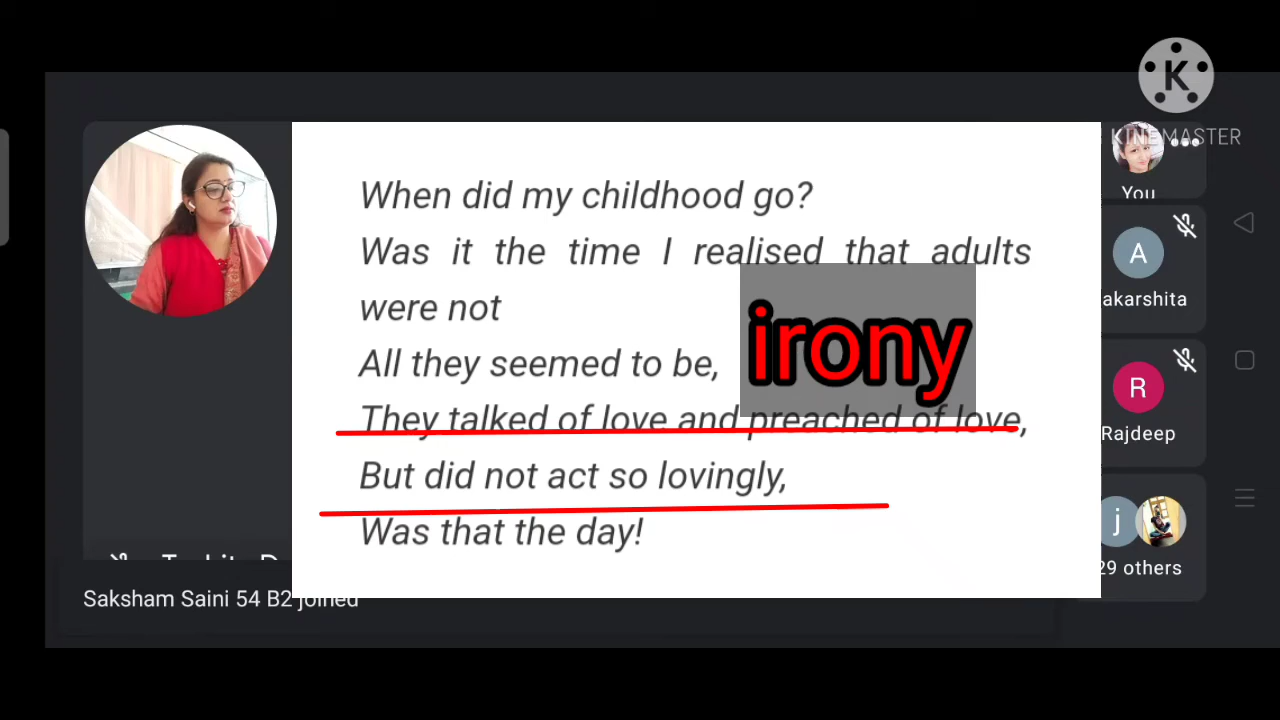 K
KINEMASTER
You
When did my childhood go?
Was it the time I realised that adults
were not
All they seemed to be,
irony
They talked of love and preached of love,
But did not act so lovingly,
Was that the day!
A
akarshita
R
Rajdeep
j
29 others
Saksham Saini 54 B2 joined